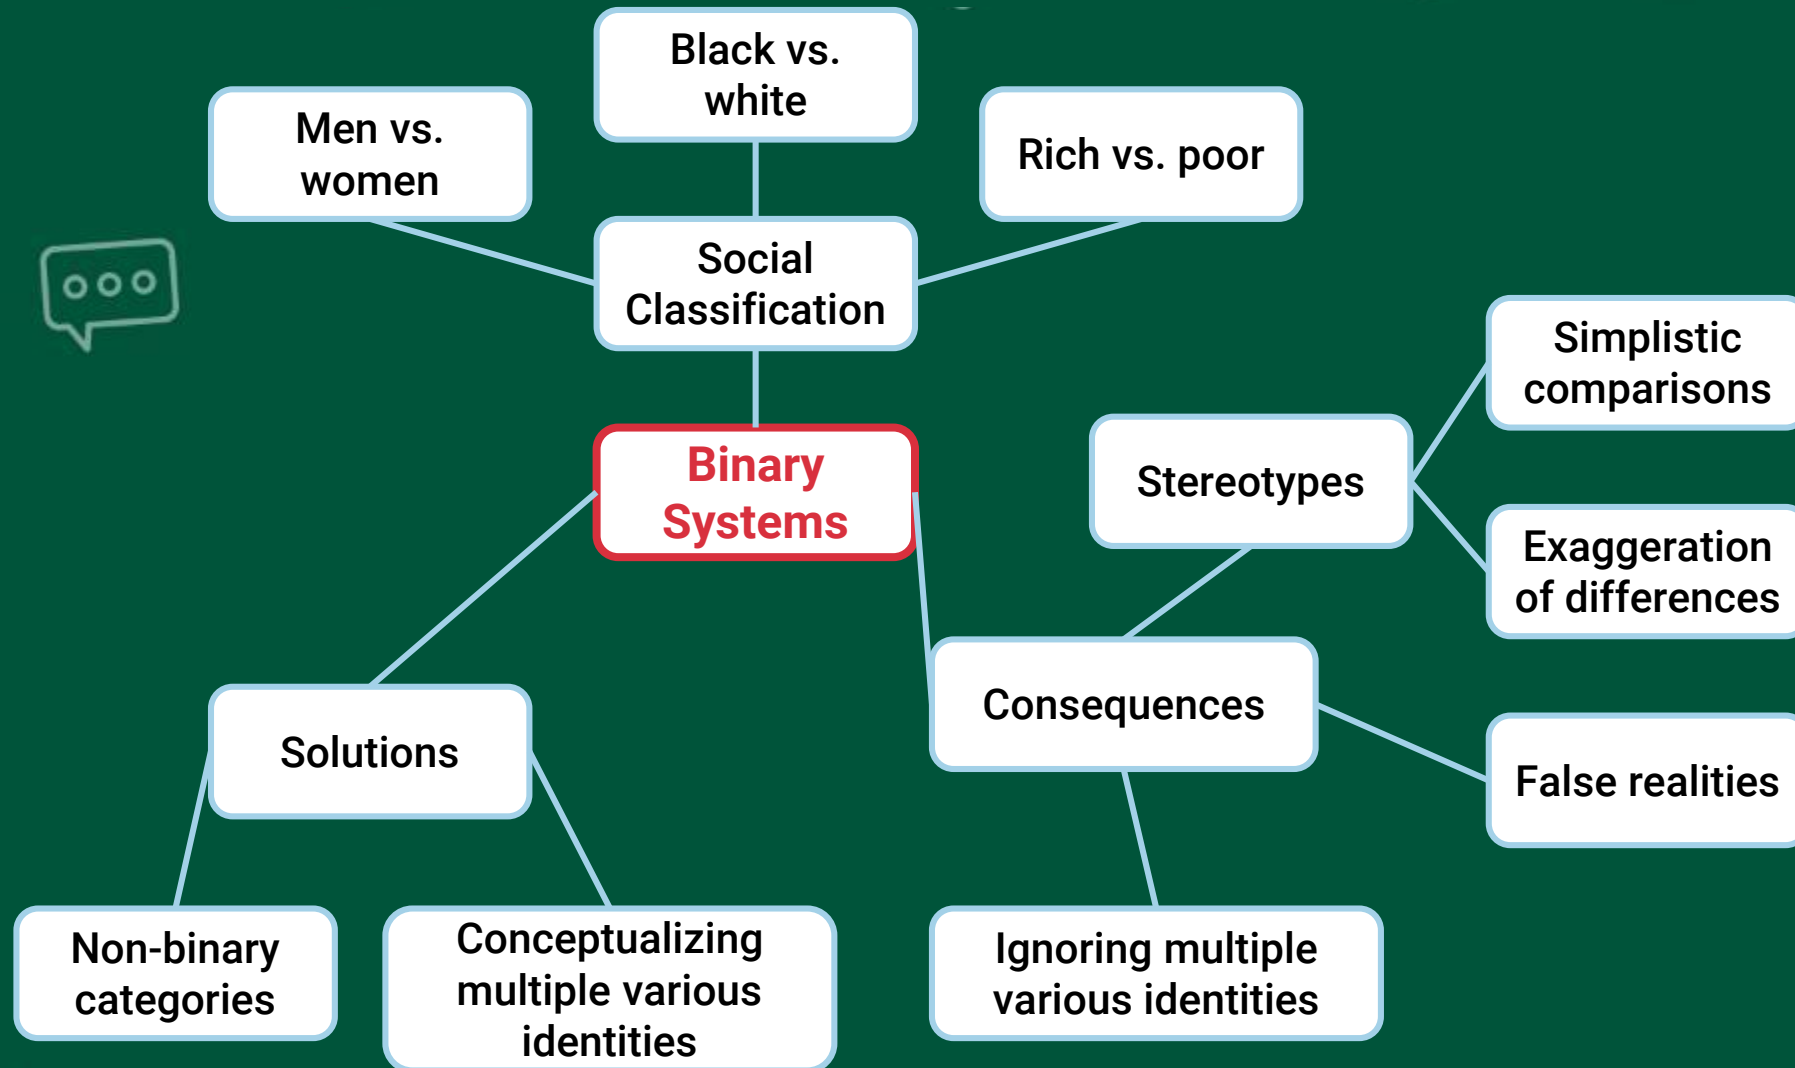 Black vs.
white
Men vs.
women
Rich vs. poor
Social
Classification
Simplistic
comparisons
Binary
Systems
Stereotypes
Exaggeration
of differences
Consequences
Solutions
False realities
Non-binary
categories
Conceptualizing
multiple various
identities
Ignoring multiple
various identities